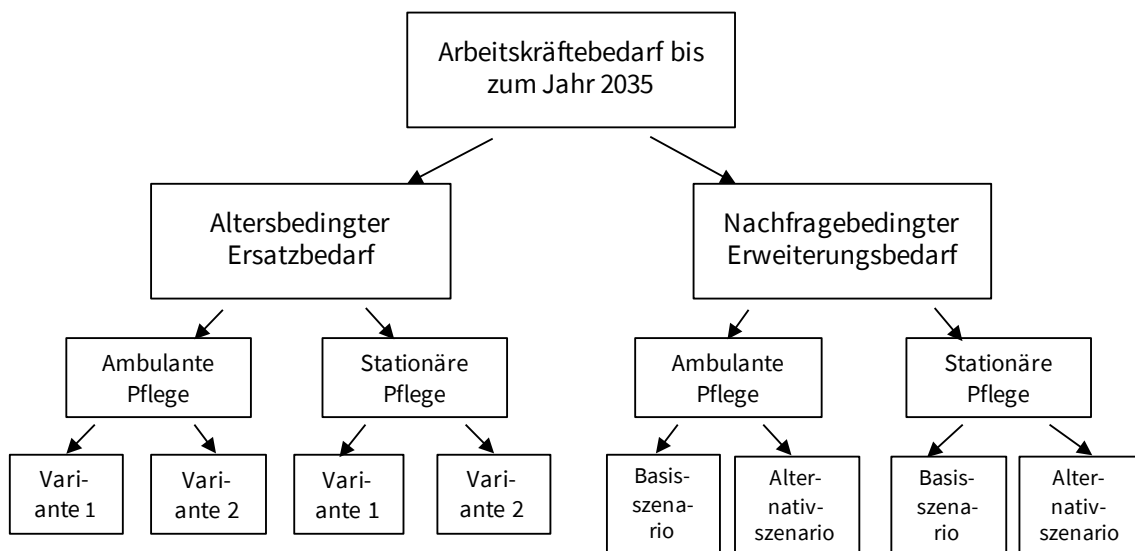 Arbeitskräftebedarf bis
zum Jahr 2035
Altersbedingter
Ersatzbedarf
Nachfragebedingter
Erweiterungsbedarf
Ambulante
Pflege
Stationäre
Pflege
Ambulante
Pflege
Stationäre
Pflege
Vari-
ante 1
Vari-
ante 2
Vari-
ante 1
Vari-
ante 2
Basis-
szena-
rio
Alter-
nativ-
szenario
Basis-
szena-
rio
Alter-
nativ-
szenario